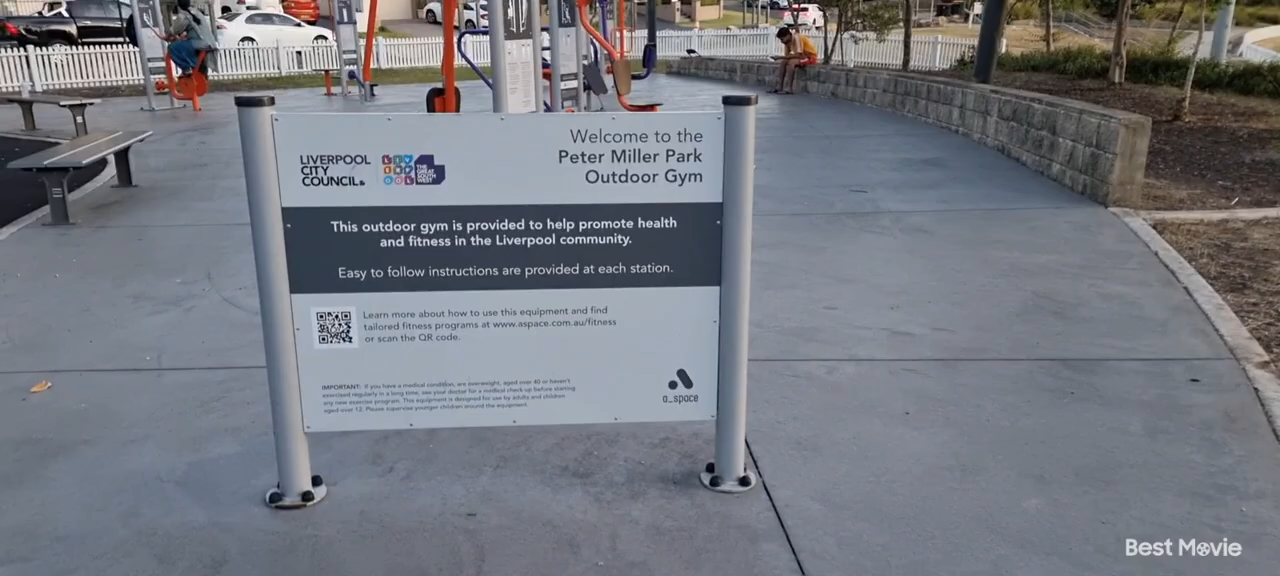 LIVERPOOL
CITY
COUNCIL
THE
GREAT
SOUTH
WEST
Welcome to the
Peter Miller Park
Outdoor Gym
This outdoor gym is provided to help promote health
and fitness in the Liverpool community.
Easy to follow instructions are provided at each station.
Learn more about how to use this equipment and find
tailored fitness programs at www.aspace.com.au/fitness
or scan the QR code.
IMPORTANT: If you have a medical condition, are overweight, aged over 40 or haven't
exercised regularly in a long time, see your doctor for a medical check up before starting
any new exercise program. This equipment is designed for use by adults and children
aged over 12. Please supervise younger children around the equipment.
a_space
Best Movie